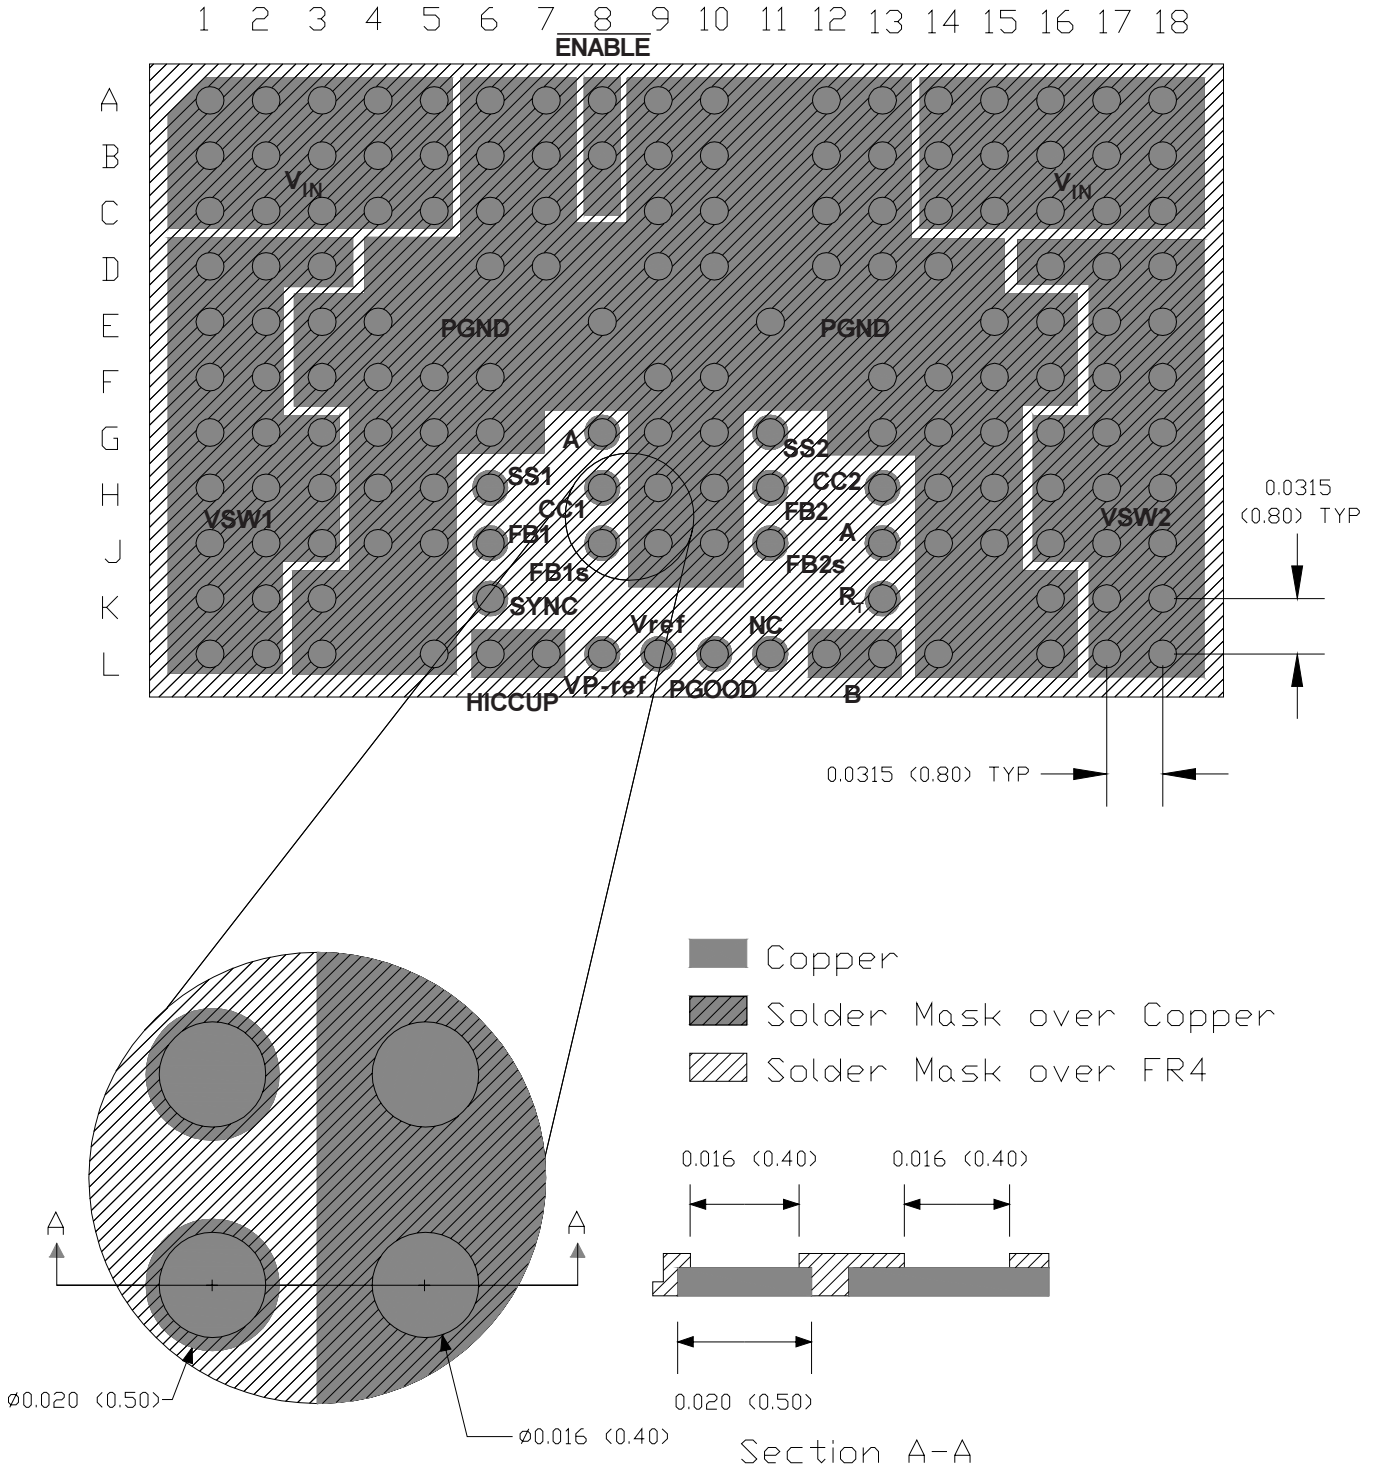 1 2 3 4 5 6 7 8 9 10 11 12 13 14 15 16 17 18
ENABLE
A
B
VIN VIN
C
D
E
PGND PGND
F
G
A SS2
SS1 CC2
H
CC1 FB2
VSW1 VSW2
0.0315
(0.80) TYP
FB1 A
J
FB1s FB2s
K
SYNC RT
Vref NC
L
VP-ref PGOOD B
HICCUP
0.0315 (0.80) TYP
Copper
Solder Mask over Copper
Solder Mask over FR4
0.016 (0.40) 0.016 (0.40)
A A
Ø0.020 (0.50)
0.020 (0.50)
Ø0.016 (0.40)
Section A-A